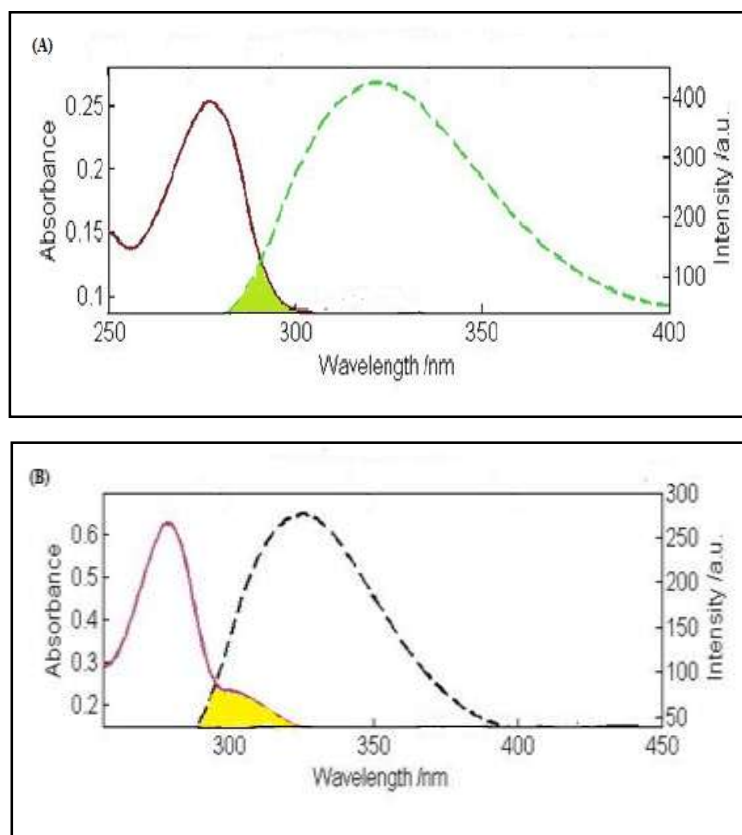 (A)
Absorbance
0.25
0.2
0.15
0.1
400
300
200
100
Intensity /a.u.
250 300 350 400
Wavelength /nm
(B)
Absorbance
0.6
0.5
0.4
0.3
0.2
300
250
200
150
100
50
Intensity /a.u.
300 350 400 450
Wavelength /nm